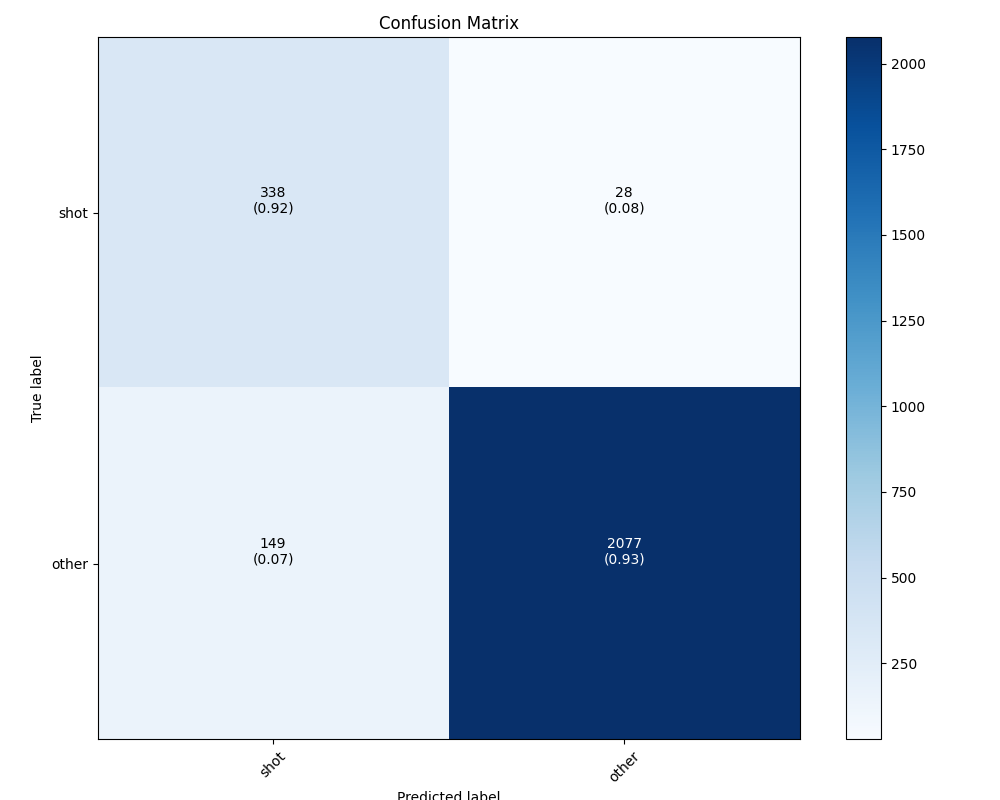 Confusion Matrix
338
(0.92)
28
(0.08)
shot
149
(0.07)
2077
(0.93)
other
True label
shot
other
Predicted label
2000
1750
1500
1250
1000
750
500
250